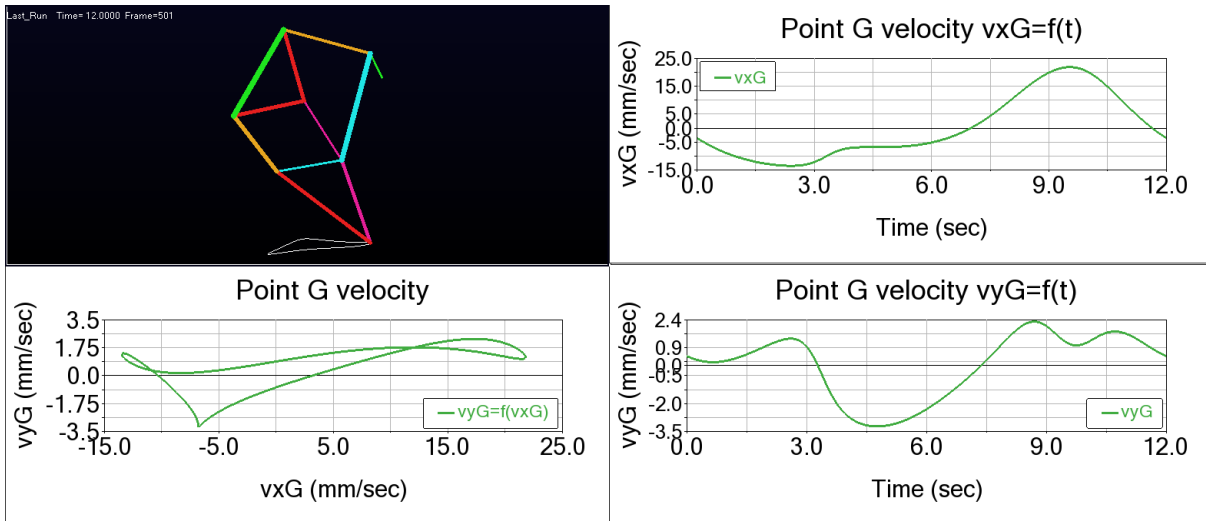 Last_Run Time= 12.0000 Frame=501
Point G velocity vxG=f(t)
25.0
15.0
5.0
0.0
-5.0
-15.0
vxG
vxG (mm/sec)
0.0 3.0 6.0 9.0 12.0
Time (sec)
Point G velocity
3.5
1.75
0.0
-1.75
-3.5
vyG (mm/sec)
vyG=f(vxG)
-15.0 -5.0 5.0 15.0 25.0
vxG (mm/sec)
Point G velocity vyG=f(t)
2.4
0.9
0.0
-0.5
-2.0
-3.5
vyG (mm/sec)
vyG
0.0 3.0 6.0 9.0 12.0
Time (sec)